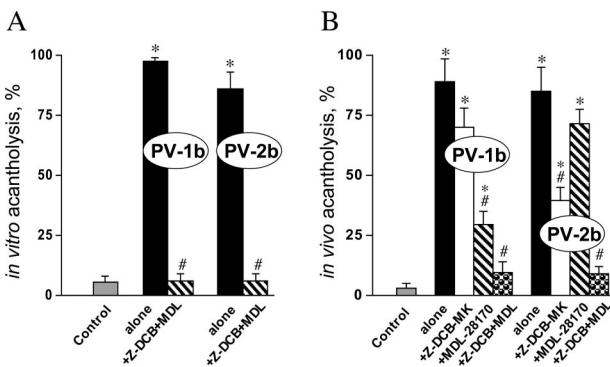 A
in vitro acantholysis, %
100
75
50
25
0
*
*
PV-1b
PV-2b
#
#
Control
alone
+Z-DCB+MDL
alone
+Z-DCB+MDL
B
in vivo acantholysis, %
100
75
50
25
0
*
*
*
#
#
PV-1b
*
*
#
*
#
PV-2b
Control
alone
+Z-DCB-MK
+MDL-28170
+Z-DCB+MDL
alone
+Z-DCB-MK
+MDL-28170
+Z-DCB+MDL